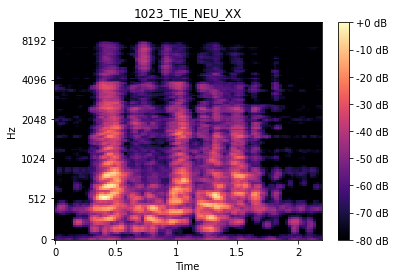 1023_TIE_NEU_XX
+0 dB
8192
-10 dB
4096
-20 dB
-30 dB
2048
Hz
-40 dB
1024
-50 dB
512
-60 dB
-70 dB
0
-80 dB
0 0.5 1 1.5 2
Time